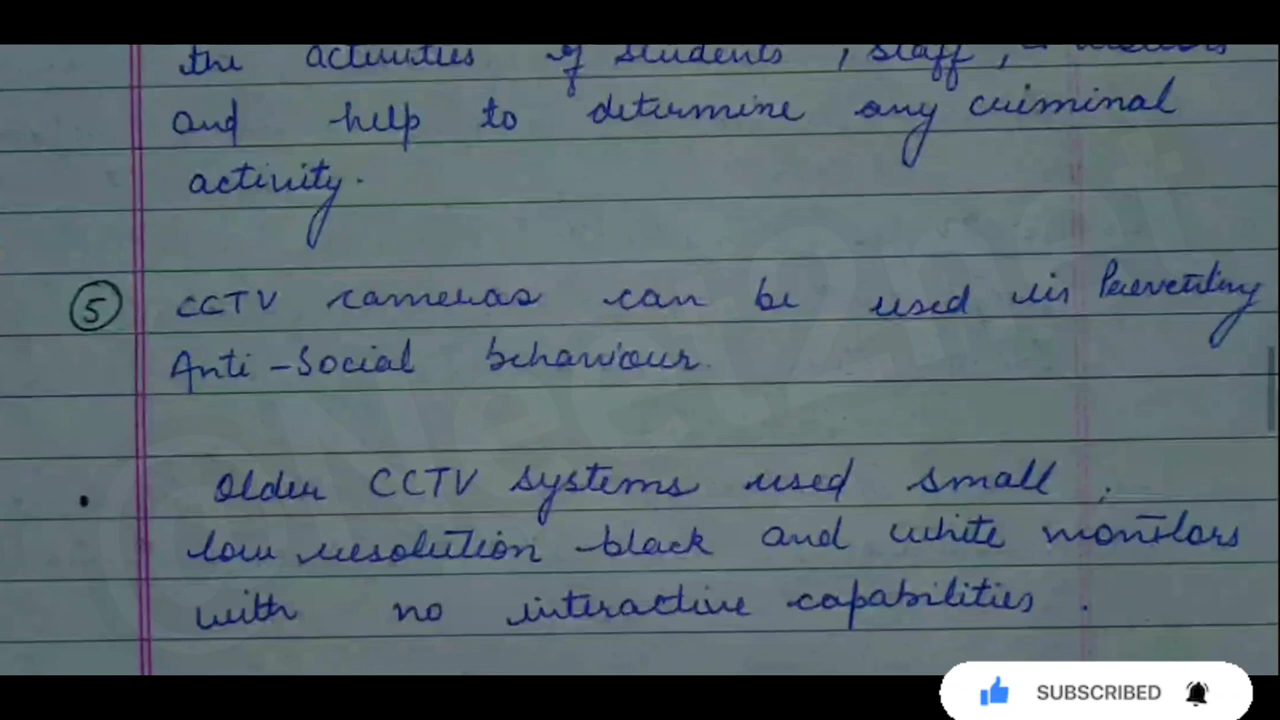 the activities of students, staff, visitors
and help to determine any criminal
activity.
5 CCTV cameras can be used in Preventing
Anti-Social behaviour.
• Older CCTV systems used small,
low resolution black and white monitors
with no interactive capabilities.
@Neet2ndj
SUBSCRIBED